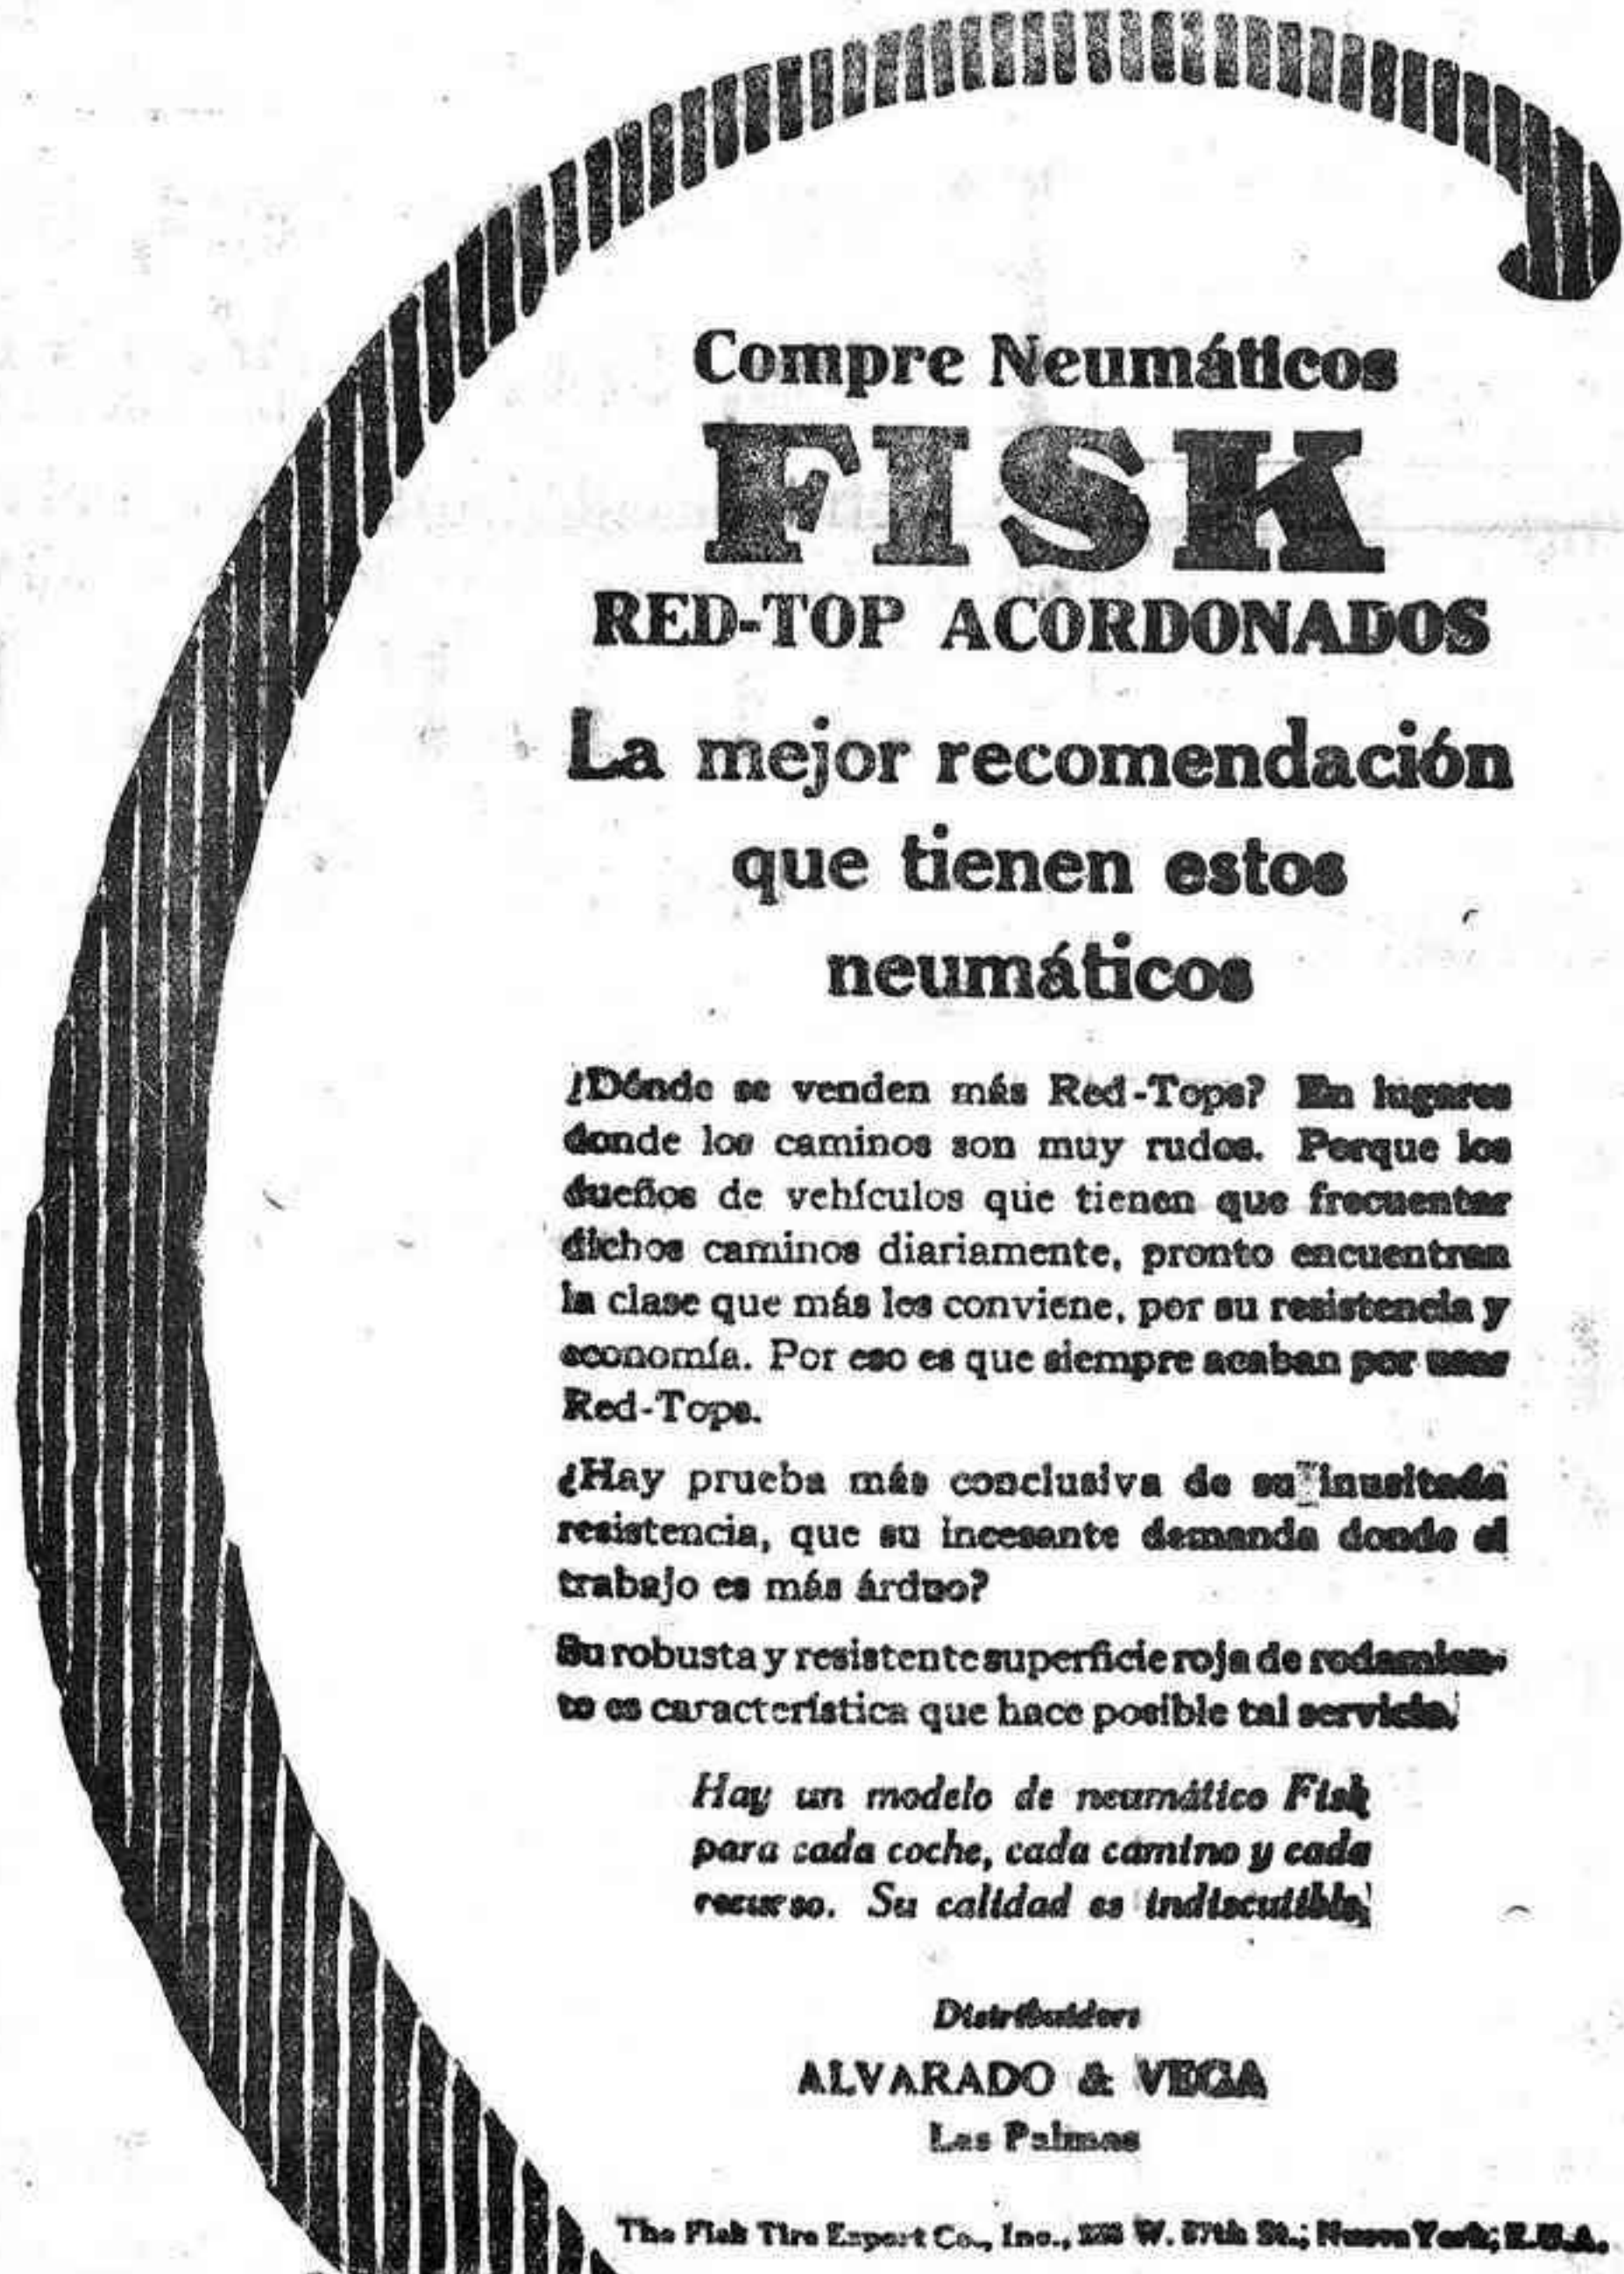 Compre Neumáticos
FISK
RED-TOP ACORDONADOS
La mejor recomendación
que tienen estos
neumáticos
¿Dónde se venden más Red-Tops? En lugares
donde los caminos son muy rudos. Porque los
dueños de vehículos que tienen que frecuentar
dichos caminos diariamente, pronto encuentran
la clase que más les conviene, por su resistencia y
economía. Por eso es que siempre acaban por usar
Red-Tops.
¿Hay prueba más conclusiva de su inusitada
resistencia, que su incesante demanda donde el
trabajo es más árduo?
Su robusta y resistente superficie roja de rodamien-
to es característica que hace posible tal servicio.
Hay un modelo de neumático Fisk
para cada coche, cada camino y cada
recurso. Su calidad es indiscutible.
Distribuidors
ALVARADO & VEGA
Las Palmas
The Fisk Tire Export Co., Inc., W. 57th St.; Nueva York; E.U.A.